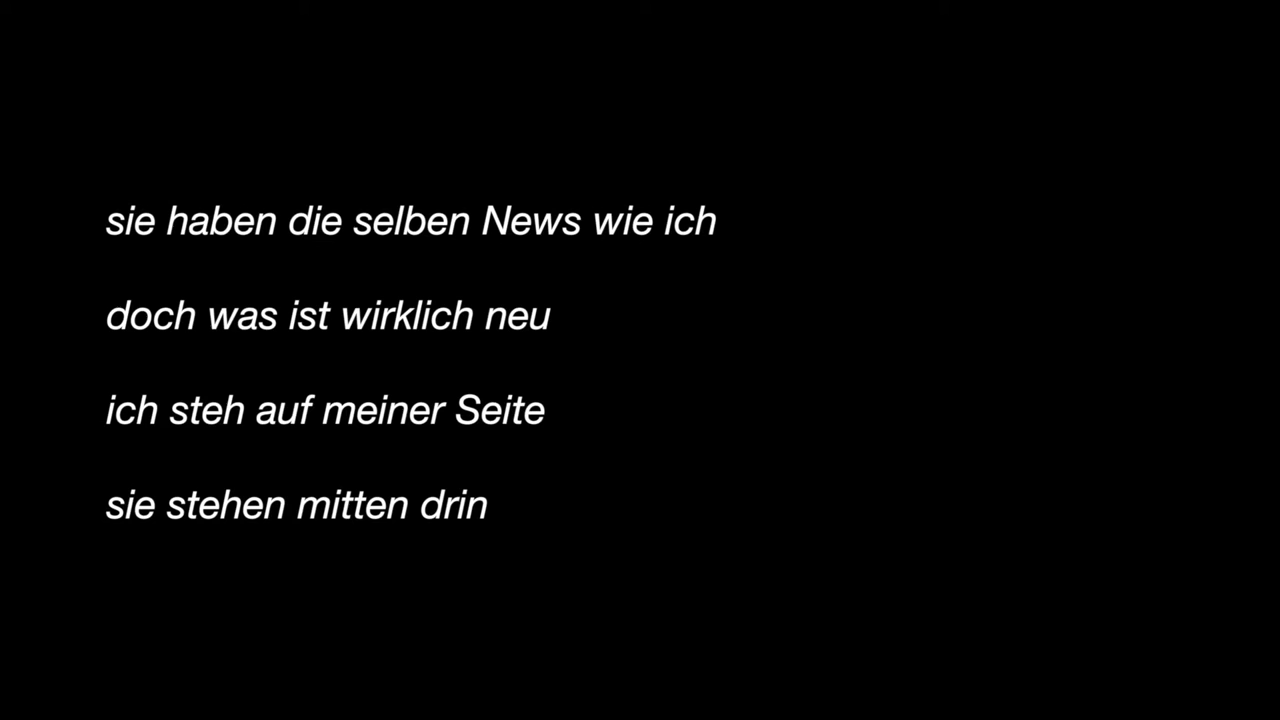 sie haben die selben News wie ich
doch was ist wirklich neu
ich steh auf meiner Seite
sie stehen mitten drin